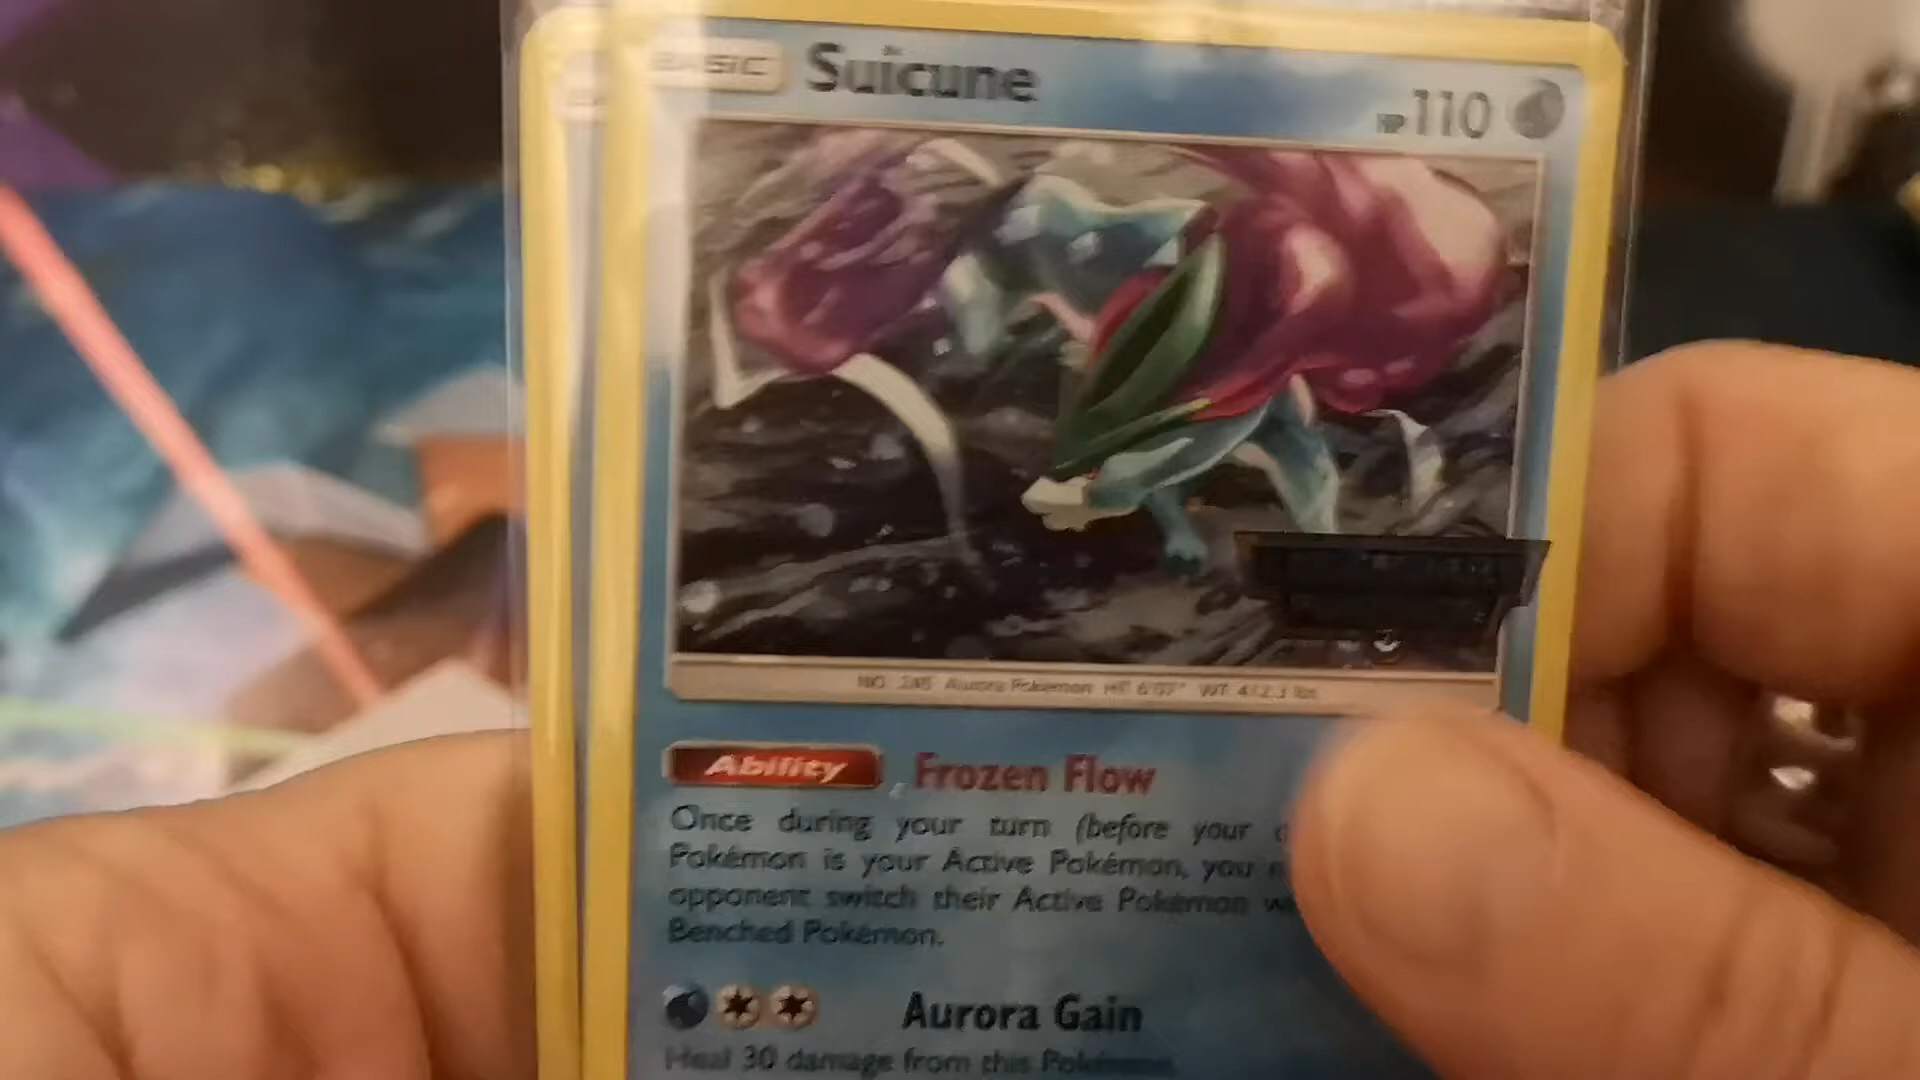 BASIC Suicune HP 110
NO. 245 Aurora Pokémon HT 6'07" WT 412.3 lbs
Ability Frozen Flow
Once during your turn (before your
Pokémon is your Active Pokémon, you
opponent switch their Active Pokémon
Benched Pokémon.
Aurora Gain
Heal 30 damage from this Pokémon.